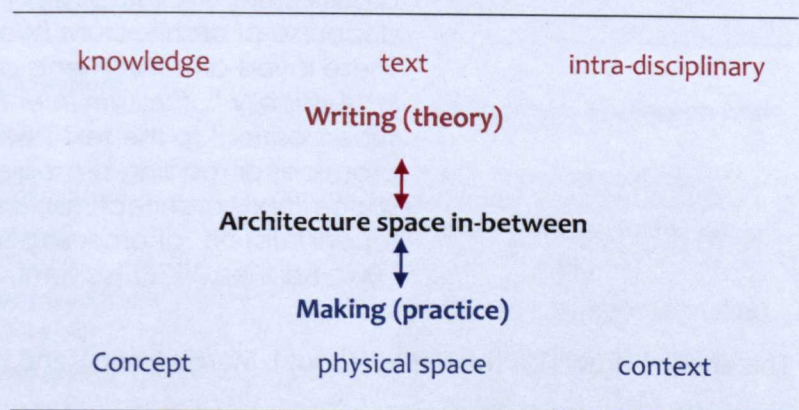 knowledge text intra-disciplinary
Writing (theory)
Architecture space in-between
Making (practice)
Concept physical space context